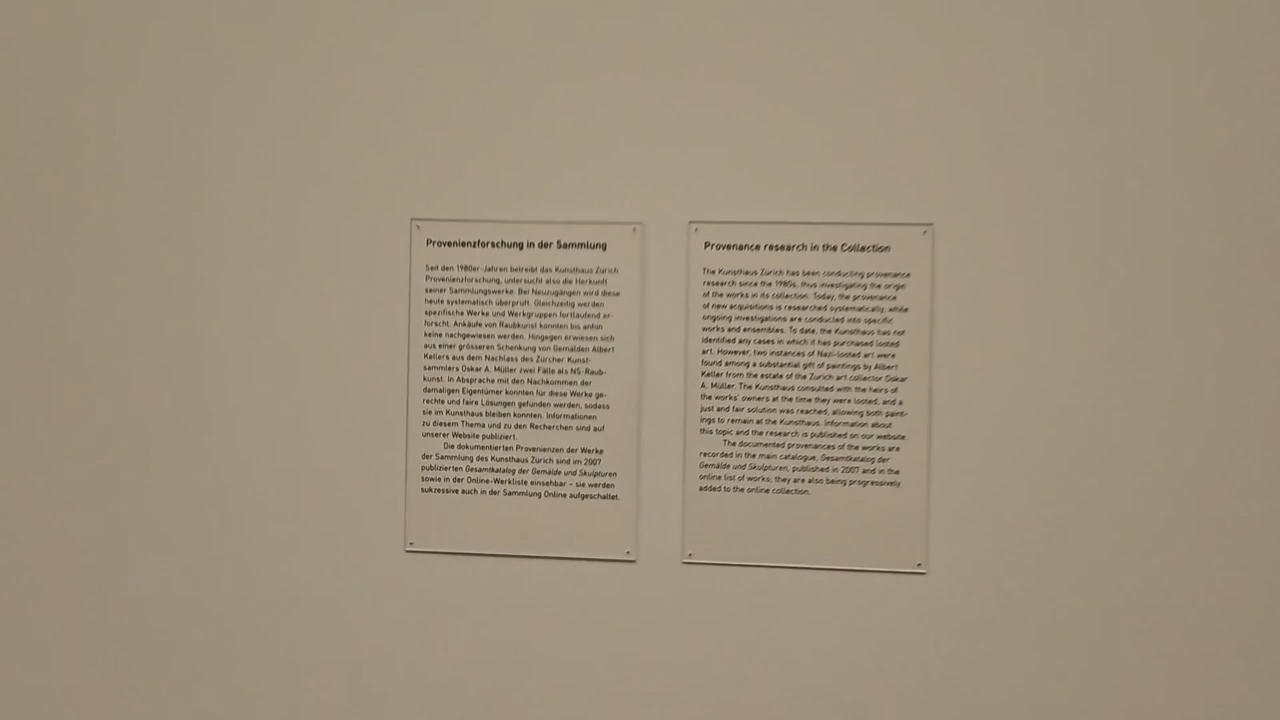 Provenienzforschung in der Sammlung
Seit den 1980er-Jahren betreibt das Kunsthaus Zürich
Provenienzforschung, untersucht also die Herkunft
seiner Sammlungswerke. Bei Neuzugängen wird diese
heute systematisch überprüft. Gleichzeitig werden
spezifische Werke und Werkgruppen fortlaufend er-
forscht. Ankäufe von Raubkunst konnten bis anhin
keine nachgewiesen werden. Hingegen erwiesen sich
aus einer grösseren Schenkung von Gemälden Albert
Kellers aus dem Nachlass des Zürcher Kunst-
sammlers Oskar A. Müller zwei Fälle als NS-Raub-
kunst. In Absprache mit den Nachkommen der
damaligen Eigentümer konnten für diese Werke ge-
rechte und faire Lösungen gefunden werden, sodass
sie im Kunsthaus bleiben konnten. Informationen
zu diesem Thema und zu den Recherchen sind auf
unserer Website publiziert.
Die dokumentierten Provenienzen der Werke
der Sammlung des Kunsthaus Zürich sind im 2007
publizierten Gesamtkatalog der Gemälde und Skulpturen
sowie in der Online-Werkliste einsehbar – sie werden
sukzessive auch in der Sammlung Online aufgeschaltet.
Provenance research in the Collection
The Kunsthaus Zürich has been conducting provenance
research since the 1980s, thus investigating the origin
of the works in its collection. Today, the provenance
of new acquisitions is researched systematically, while
ongoing investigations are conducted into specific
works and ensembles. To date, the Kunsthaus has not
identified any cases in which it has purchased looted
art. However, two instances of Nazi-looted art were
found among a substantial gift of paintings by Albert
Keller from the estate of the Zurich art collector Oskar
A. Müller. The Kunsthaus consulted with the heirs of
the works' owners at the time they were looted, and a
just and fair solution was reached, allowing both paint-
ings to remain at the Kunsthaus. Information about
this topic and the research is published on our website.
The documented provenances of the works are
recorded in the main catalogue, Gesamtkatalog der
Gemälde und Skulpturen, published in 2007 and in the
online list of works; they are also being progressively
added to the online collection.